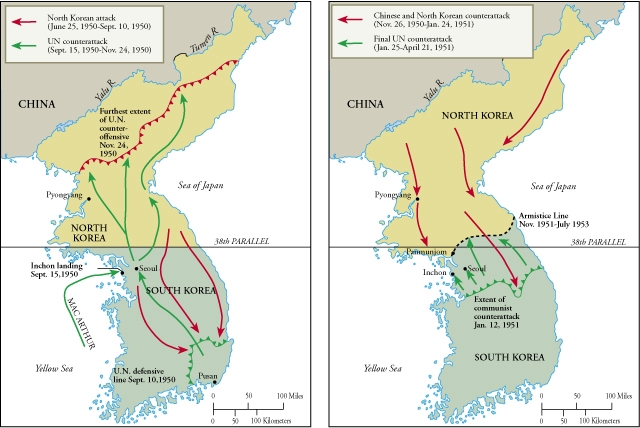 North Korean attack
(June 25, 1950-Sept. 10, 1950)
UN counterattack
(Sept. 15, 1950-Nov. 24, 1950)
Tumen R.
Yalu R.
CHINA
Furthest extent
of U.N.
counter-
offensive
Nov. 24,
1950
Sea of Japan
Pyongyang
NORTH
KOREA
38th PARALLEL
Inchon landing
Sept. 15,1950
Seoul
SOUTH KOREA
MAC ARTHUR
Yellow Sea
U.N. defensive
line Sept. 10,1950
Pusan
0 50 100 Miles
0 50 100 Kilometers
Chinese and North Korean counterattack
(Nov. 26, 1950-Jan. 24, 1951)
Final UN counterattack
(Jan. 25-April 21, 1951)
Yalu R.
CHINA
NORTH KOREA
Sea of Japan
Pyongyang
Armistice Line
Nov. 1951-July 1953
38th PARALLEL
Panmunjom
Seoul
Inchon
Extent of
communist
counterattack
Jan. 12, 1951
Yellow Sea
SOUTH KOREA
0 50 100 Miles
0 50 100 Kilometers